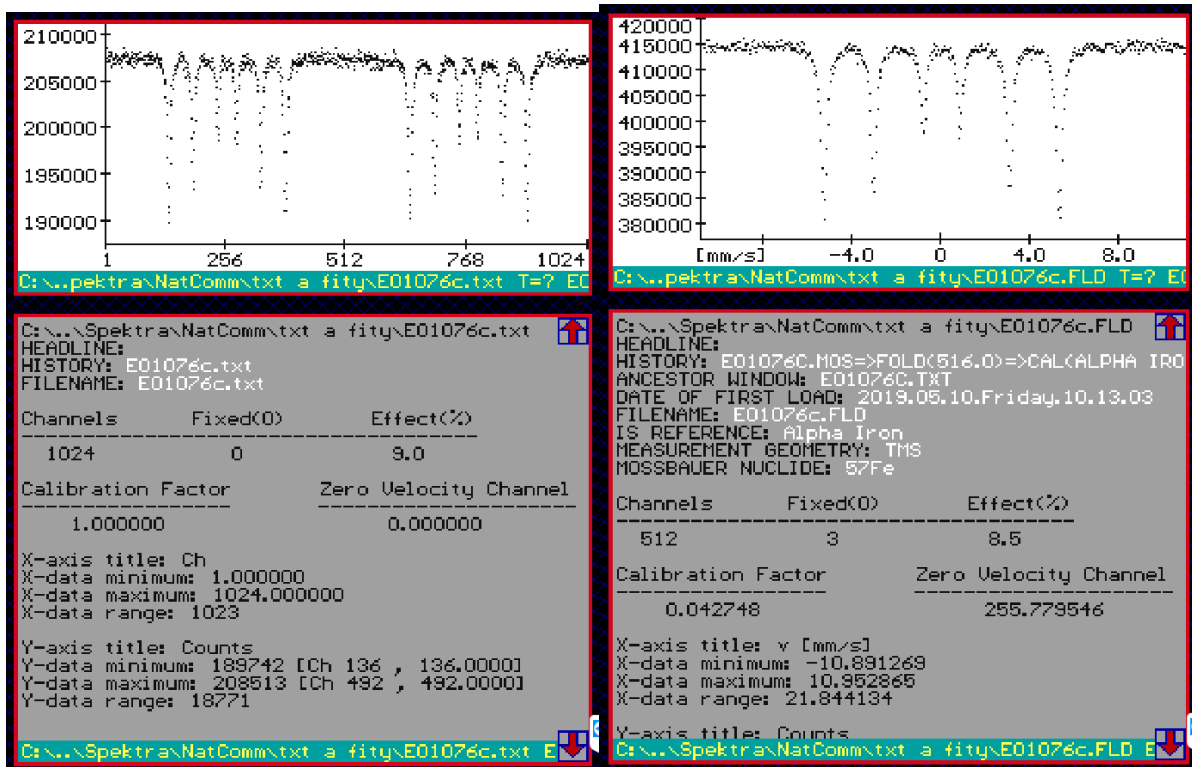 210000
205000
200000
195000
190000
1 256 512 768 1024
C:\..pektra\NatComm\txt a fity\E01076c.txt T=? EC
420000
415000
410000
405000
400000
395000
390000
385000
380000
[mm/s] -4.0 0 4.0 8.0
C:\..pektra\NatComm\txt a fity\E01076c.FLD T=? EC
C:\..\Spektra\NatComm\txt a fity\E01076c.txt
HEADLINE:
HISTORY: E01076c.txt
FILENAME: E01076c.txt
Channels Fixed(O) Effect(%)
1024 0 9.0
Calibration Factor Zero Velocity Channel
1.000000 0.000000
X-axis title: Ch
X-data minimum: 1.000000
X-data maximum: 1024.000000
X-data range: 1023
Y-axis title: Counts
Y-data minimum: 189742 [Ch 136 , 136.0000]
Y-data maximum: 208513 [Ch 492 , 492.0000]
Y-data range: 18771
C:\..\Spektra\NatComm\txt a fity\E01076c.txt E
C:\..\Spektra\NatComm\txt a fity\E01076c.FLD
HEADLINE:
HISTORY: E01076C.MOS=>FOLD(516.0)=>CAL(ALPHA IRO
ANCESTOR WINDOW: E01076C.TXT
DATE OF FIRST LOAD: 2019.05.10.Friday.10.13.03
FILENAME: E01076c.FLD
IS REFERENCE: Alpha Iron
MEASUREMENT GEOMETRY: TMS
MOSSBAUER NUCLIDE: 57Fe
Channels Fixed(O) Effect(%)
512 3 8.5
Calibration Factor Zero Velocity Channel
0.042748 255.779546
X-axis title: v [mm/s]
X-data minimum: -10.891269
X-data maximum: 10.952865
X-data range: 21.844134
Y-axis title: Counts
C:\..\Spektra\NatComm\txt a fity\E01076c.FLD E